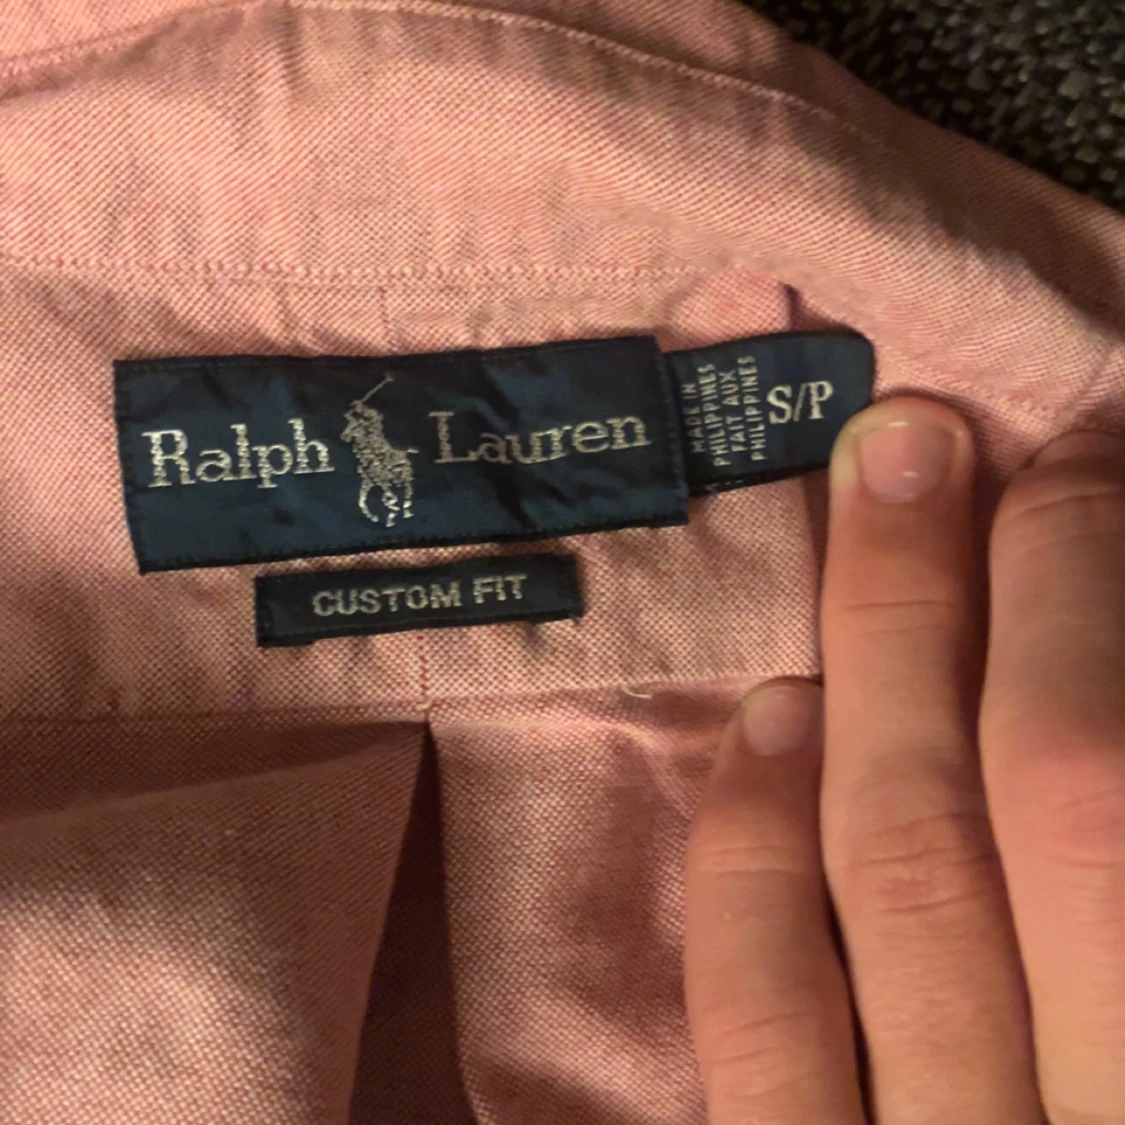 Ralph Lauren
MADE IN
PHILIPPINES
FAIT AUX
PHILIPPINES
S/P
CUSTOM FIT